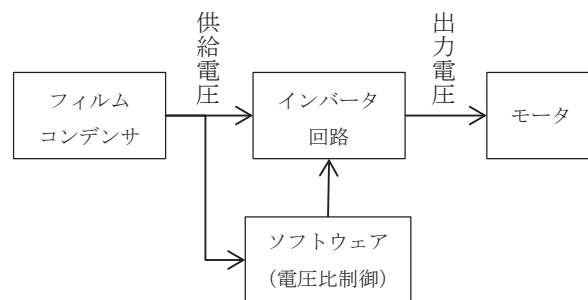 供給電圧
出力電圧
フィルム
コンデンサ
インバータ
回路
モータ
ソフトウェア
(電圧比制御)